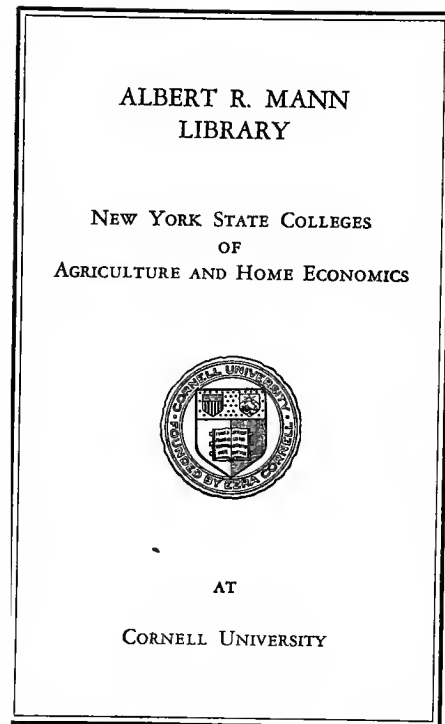 ALBERT R. MANN
LIBRARY
NEW YORK STATE COLLEGES
OF
AGRICULTURE AND HOME ECONOMICS
CORNELL UNIVERSITY
FOUNDED BY EZRA CORNELL
AT
CORNELL UNIVERSITY